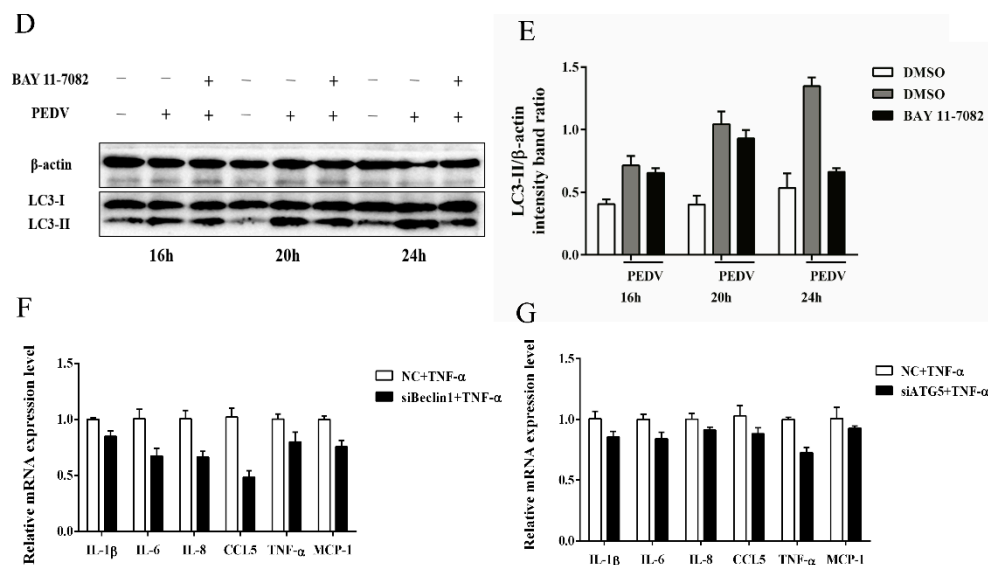 D
BAY 11-7082 − − + − − + − − +
PEDV − + + − + + − + +
β-actin
LC3-I
LC3-II
16h 20h 24h
E
LC3-II/β-actin
intensity band ratio
1.5
1.0
0.5
0.0
DMSO
DMSO
BAY 11-7082
PEDV PEDV PEDV
16h 20h 24h
F
Relative mRNA expression level
1.5
1.0
0.5
0.0
NC+TNF-α
siBeclin1+TNF-α
IL-1β IL-6 IL-8 CCL5 TNF-α MCP-1
G
Relative mRNA expression level
1.5
1.0
0.5
0.0
NC+TNF-α
siATG5+TNF-α
IL-1β IL-6 IL-8 CCL5 TNF-α MCP-1